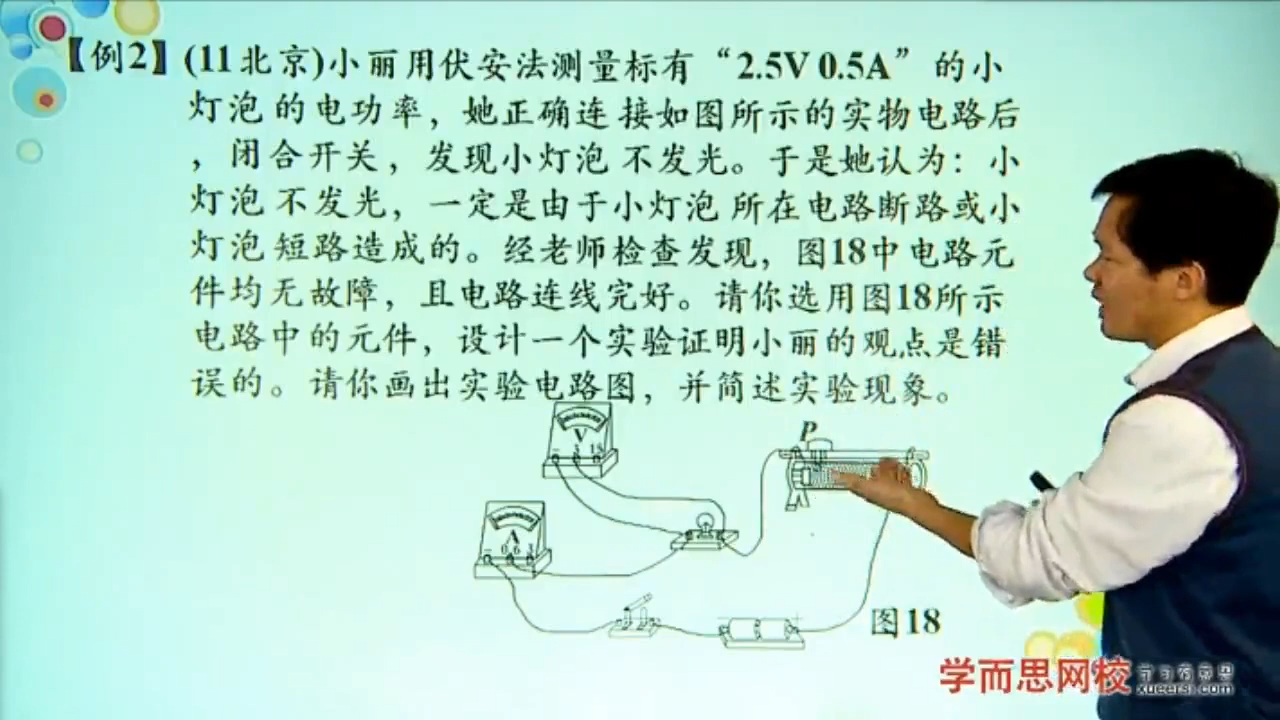 【例2】(11北京)小丽用伏安法测量标有“2.5V 0.5A”的小
灯泡的电功率，她正确连接如图所示的实物电路后
，闭合开关，发现小灯泡不发光。于是她认为：小
灯泡不发光，一定是由于小灯泡所在电路断路或小
灯泡短路造成的。经老师检查发现，图18中电路元
件均无故障，且电路连线完好。请你选用图18所示
电路中的元件，设计一个实验证明小丽的观点是错
误的。请你画出实验电路图，并简述实验现象。
P
V
- 3 15
A
- 0.6 3
图18
学而思网校
xueersi.com